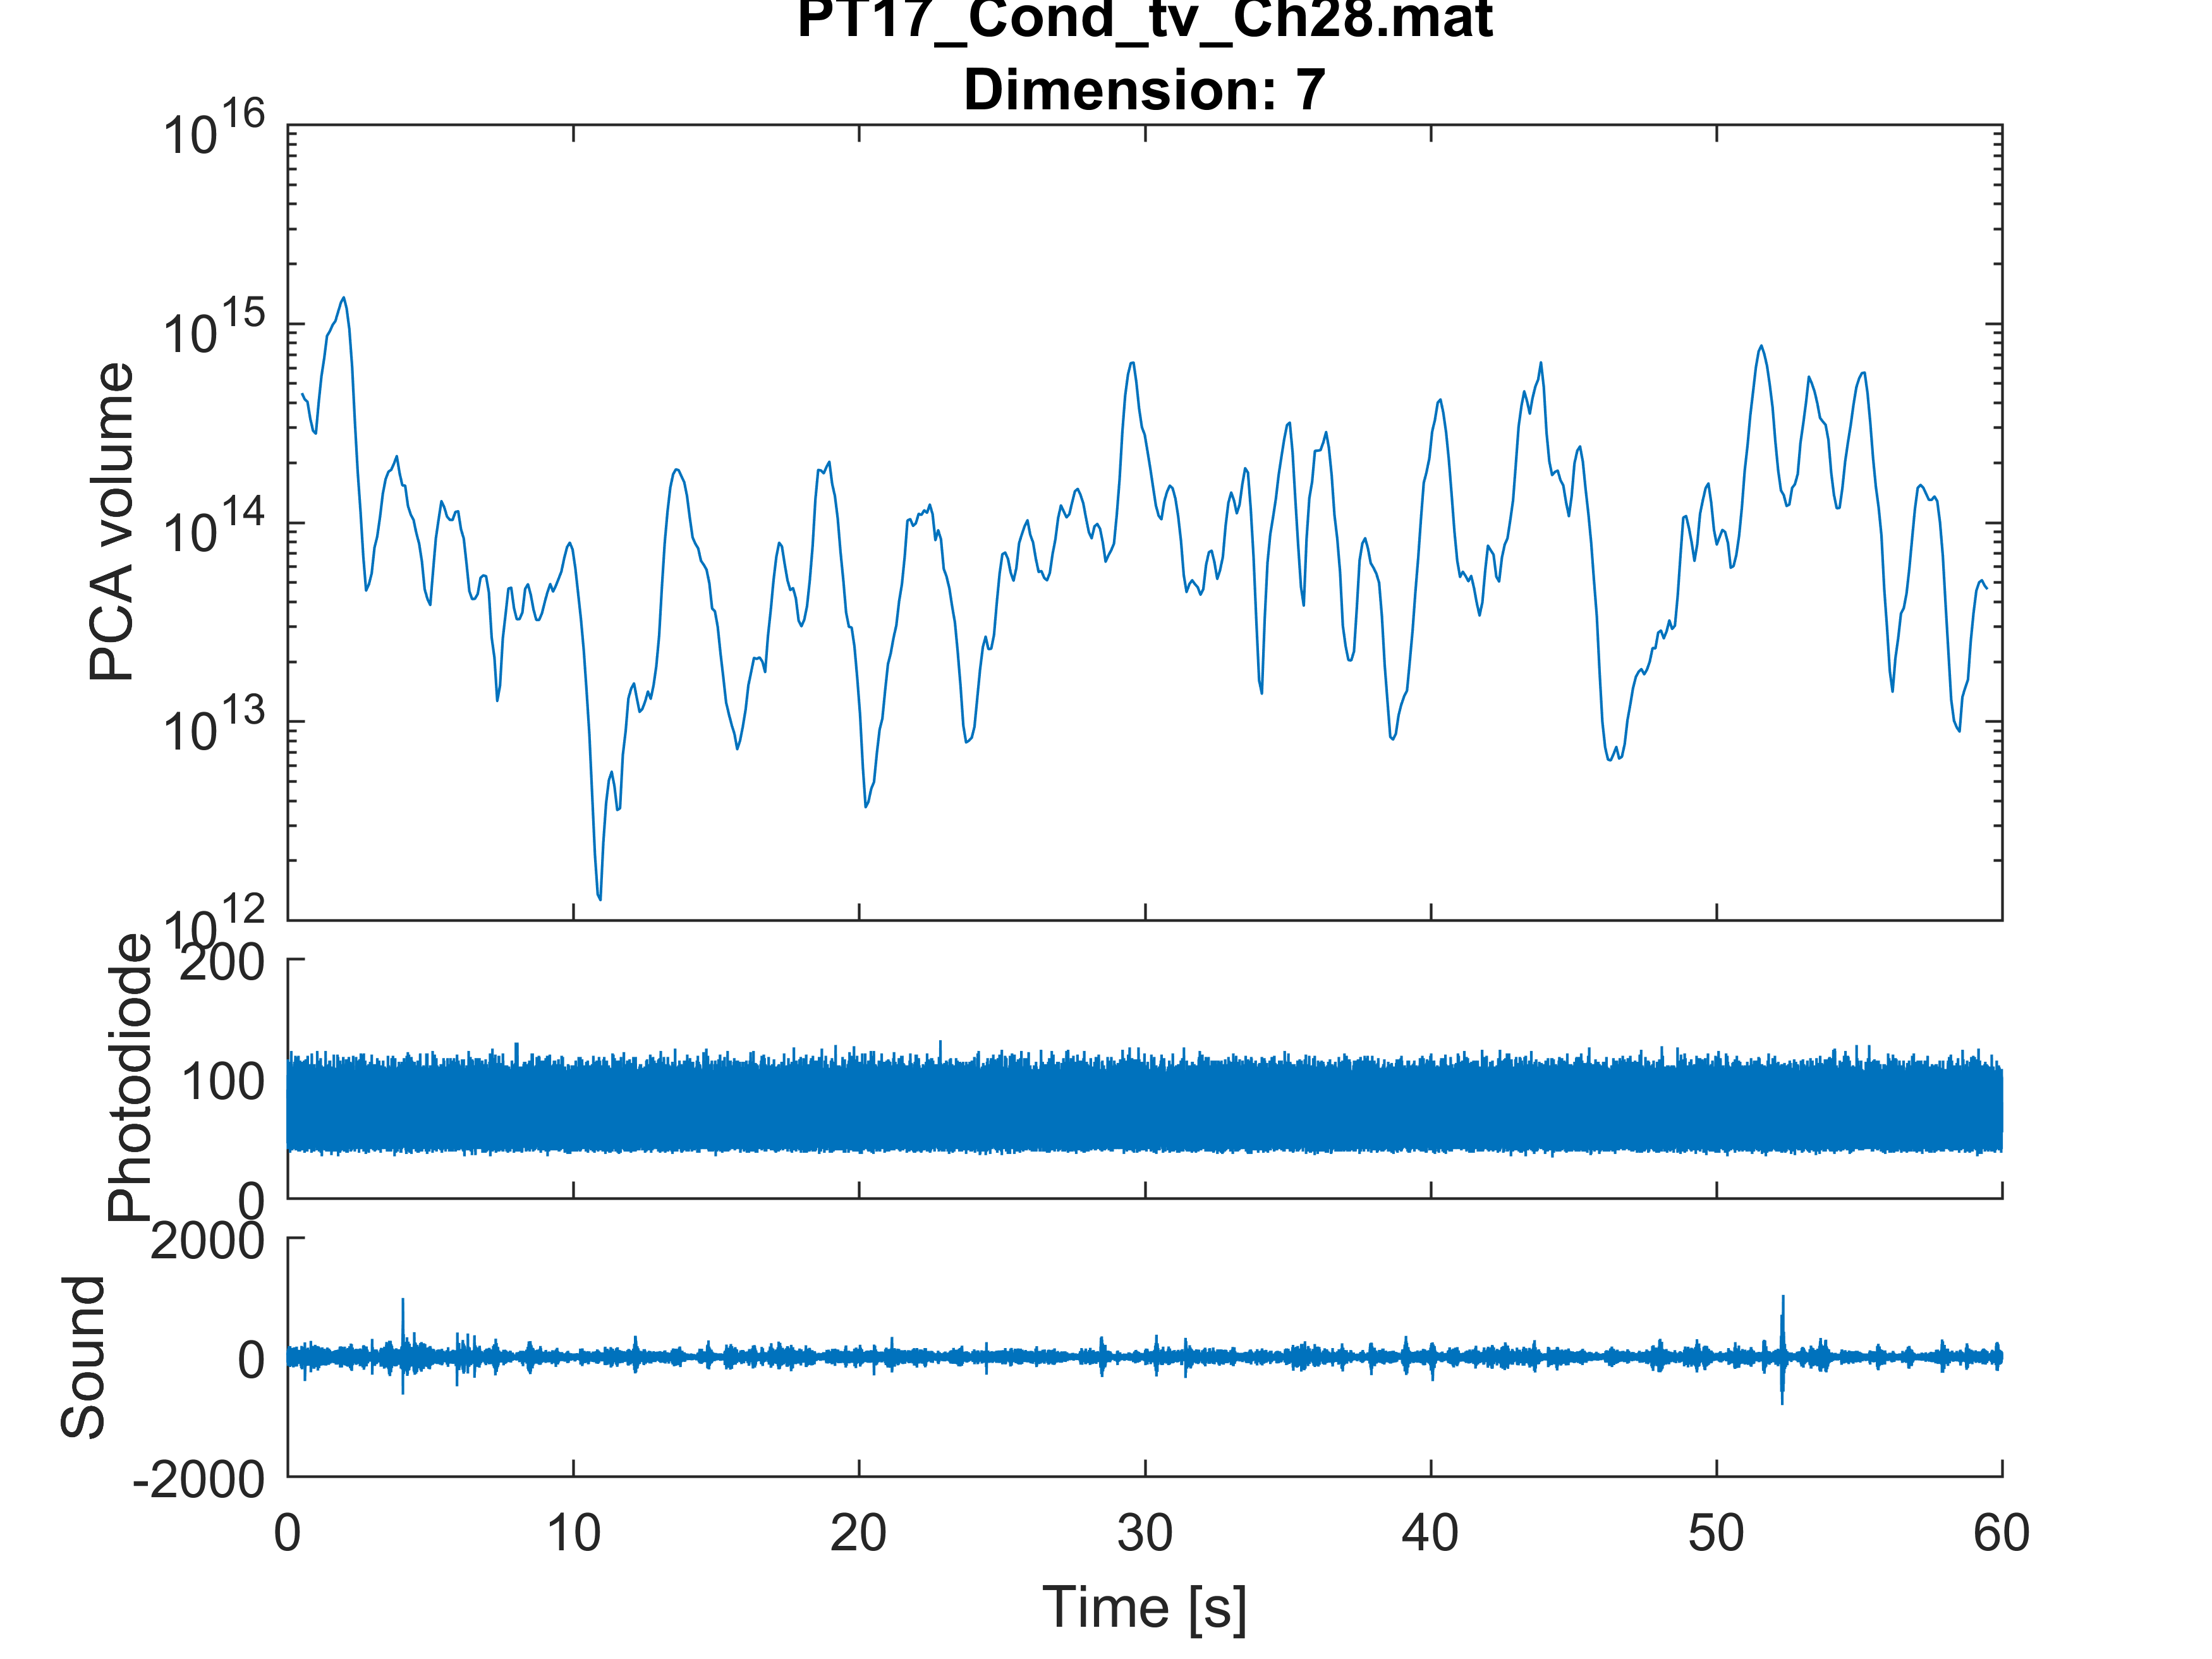 PT17_Cond_tv_Ch28.mat
Dimension: 7
10^16
10^15
10^14
10^13
10^12
PCA volume
200
100
0
Photodiode
2000
0
-2000
Sound
0 10 20 30 40 50 60
Time [s]